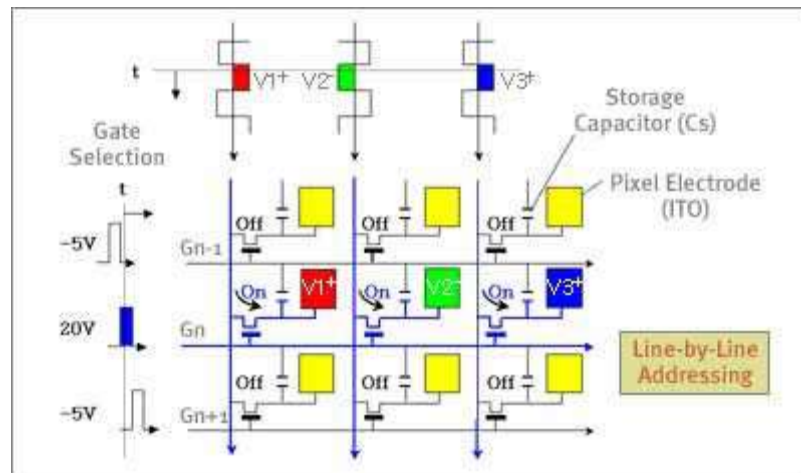 t
V1+ V2- V3+
Storage
Capacitor (Cs)
Gate
Selection
t
Pixel Electrode
(ITO)
Off Off Off
-5V
Gn-1
On V1+ On V2- On V3+
20V
Gn
Line-by-Line
Addressing
Off Off Off
-5V
Gn+1